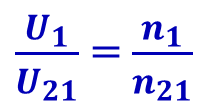 U₁/U₂₁ = n₁/n₂₁